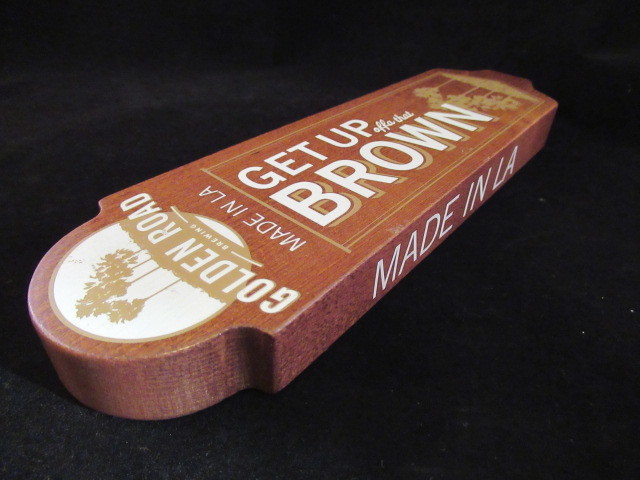 GOLDEN ROAD
BREWING
MADE IN LA
GET UP
offa that
BROWN
MADE IN LA